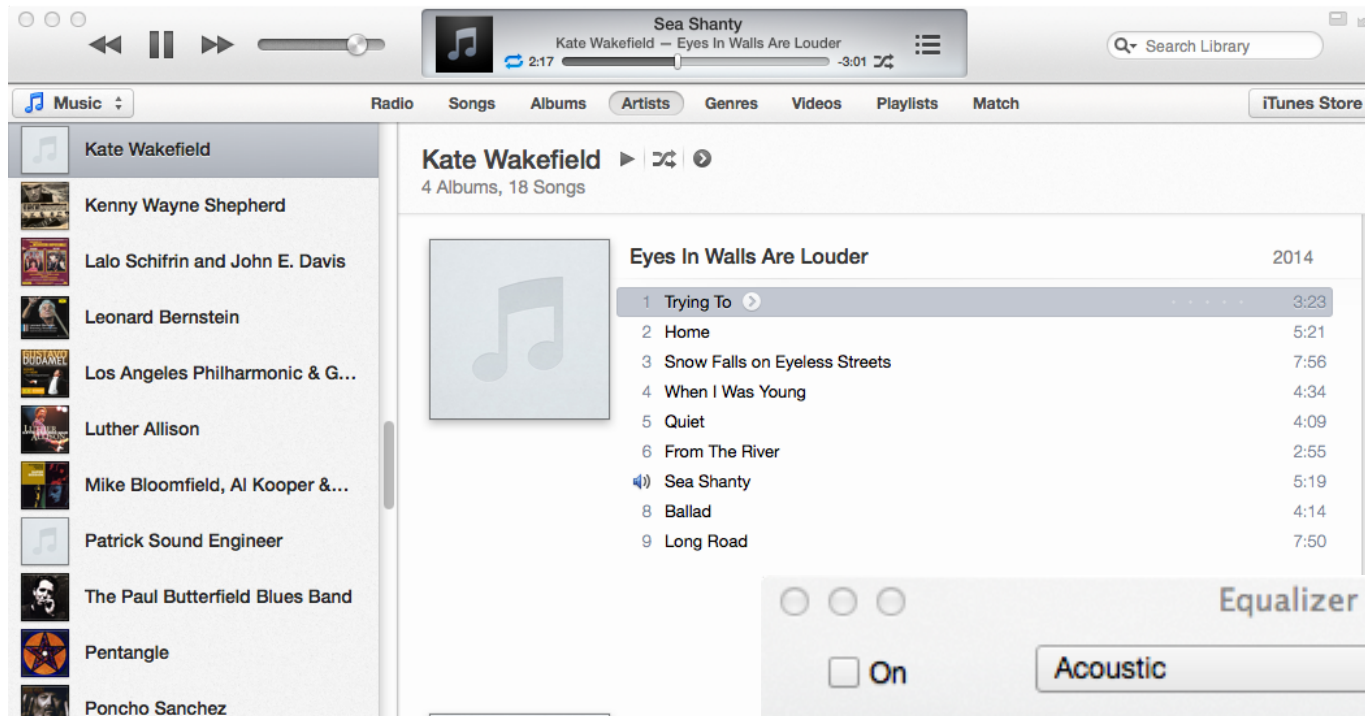 Sea Shanty
Kate Wakefield — Eyes In Walls Are Louder
2:17 -3:01
Search Library
Music Radio Songs Albums Artists Genres Videos Playlists Match iTunes Store
Kate Wakefield
Kenny Wayne Shepherd
Lalo Schifrin and John E. Davis
Leonard Bernstein
Los Angeles Philharmonic & G...
Luther Allison
Mike Bloomfield, Al Kooper &...
Patrick Sound Engineer
The Paul Butterfield Blues Band
Pentangle
Poncho Sanchez
Kate Wakefield
4 Albums, 18 Songs
Eyes In Walls Are Louder 2014
1 Trying To 3:23
2 Home 5:21
3 Snow Falls on Eyeless Streets 7:56
4 When I Was Young 4:34
5 Quiet 4:09
6 From The River 2:55
Sea Shanty 5:19
8 Ballad 4:14
9 Long Road 7:50
Equalizer
On Acoustic